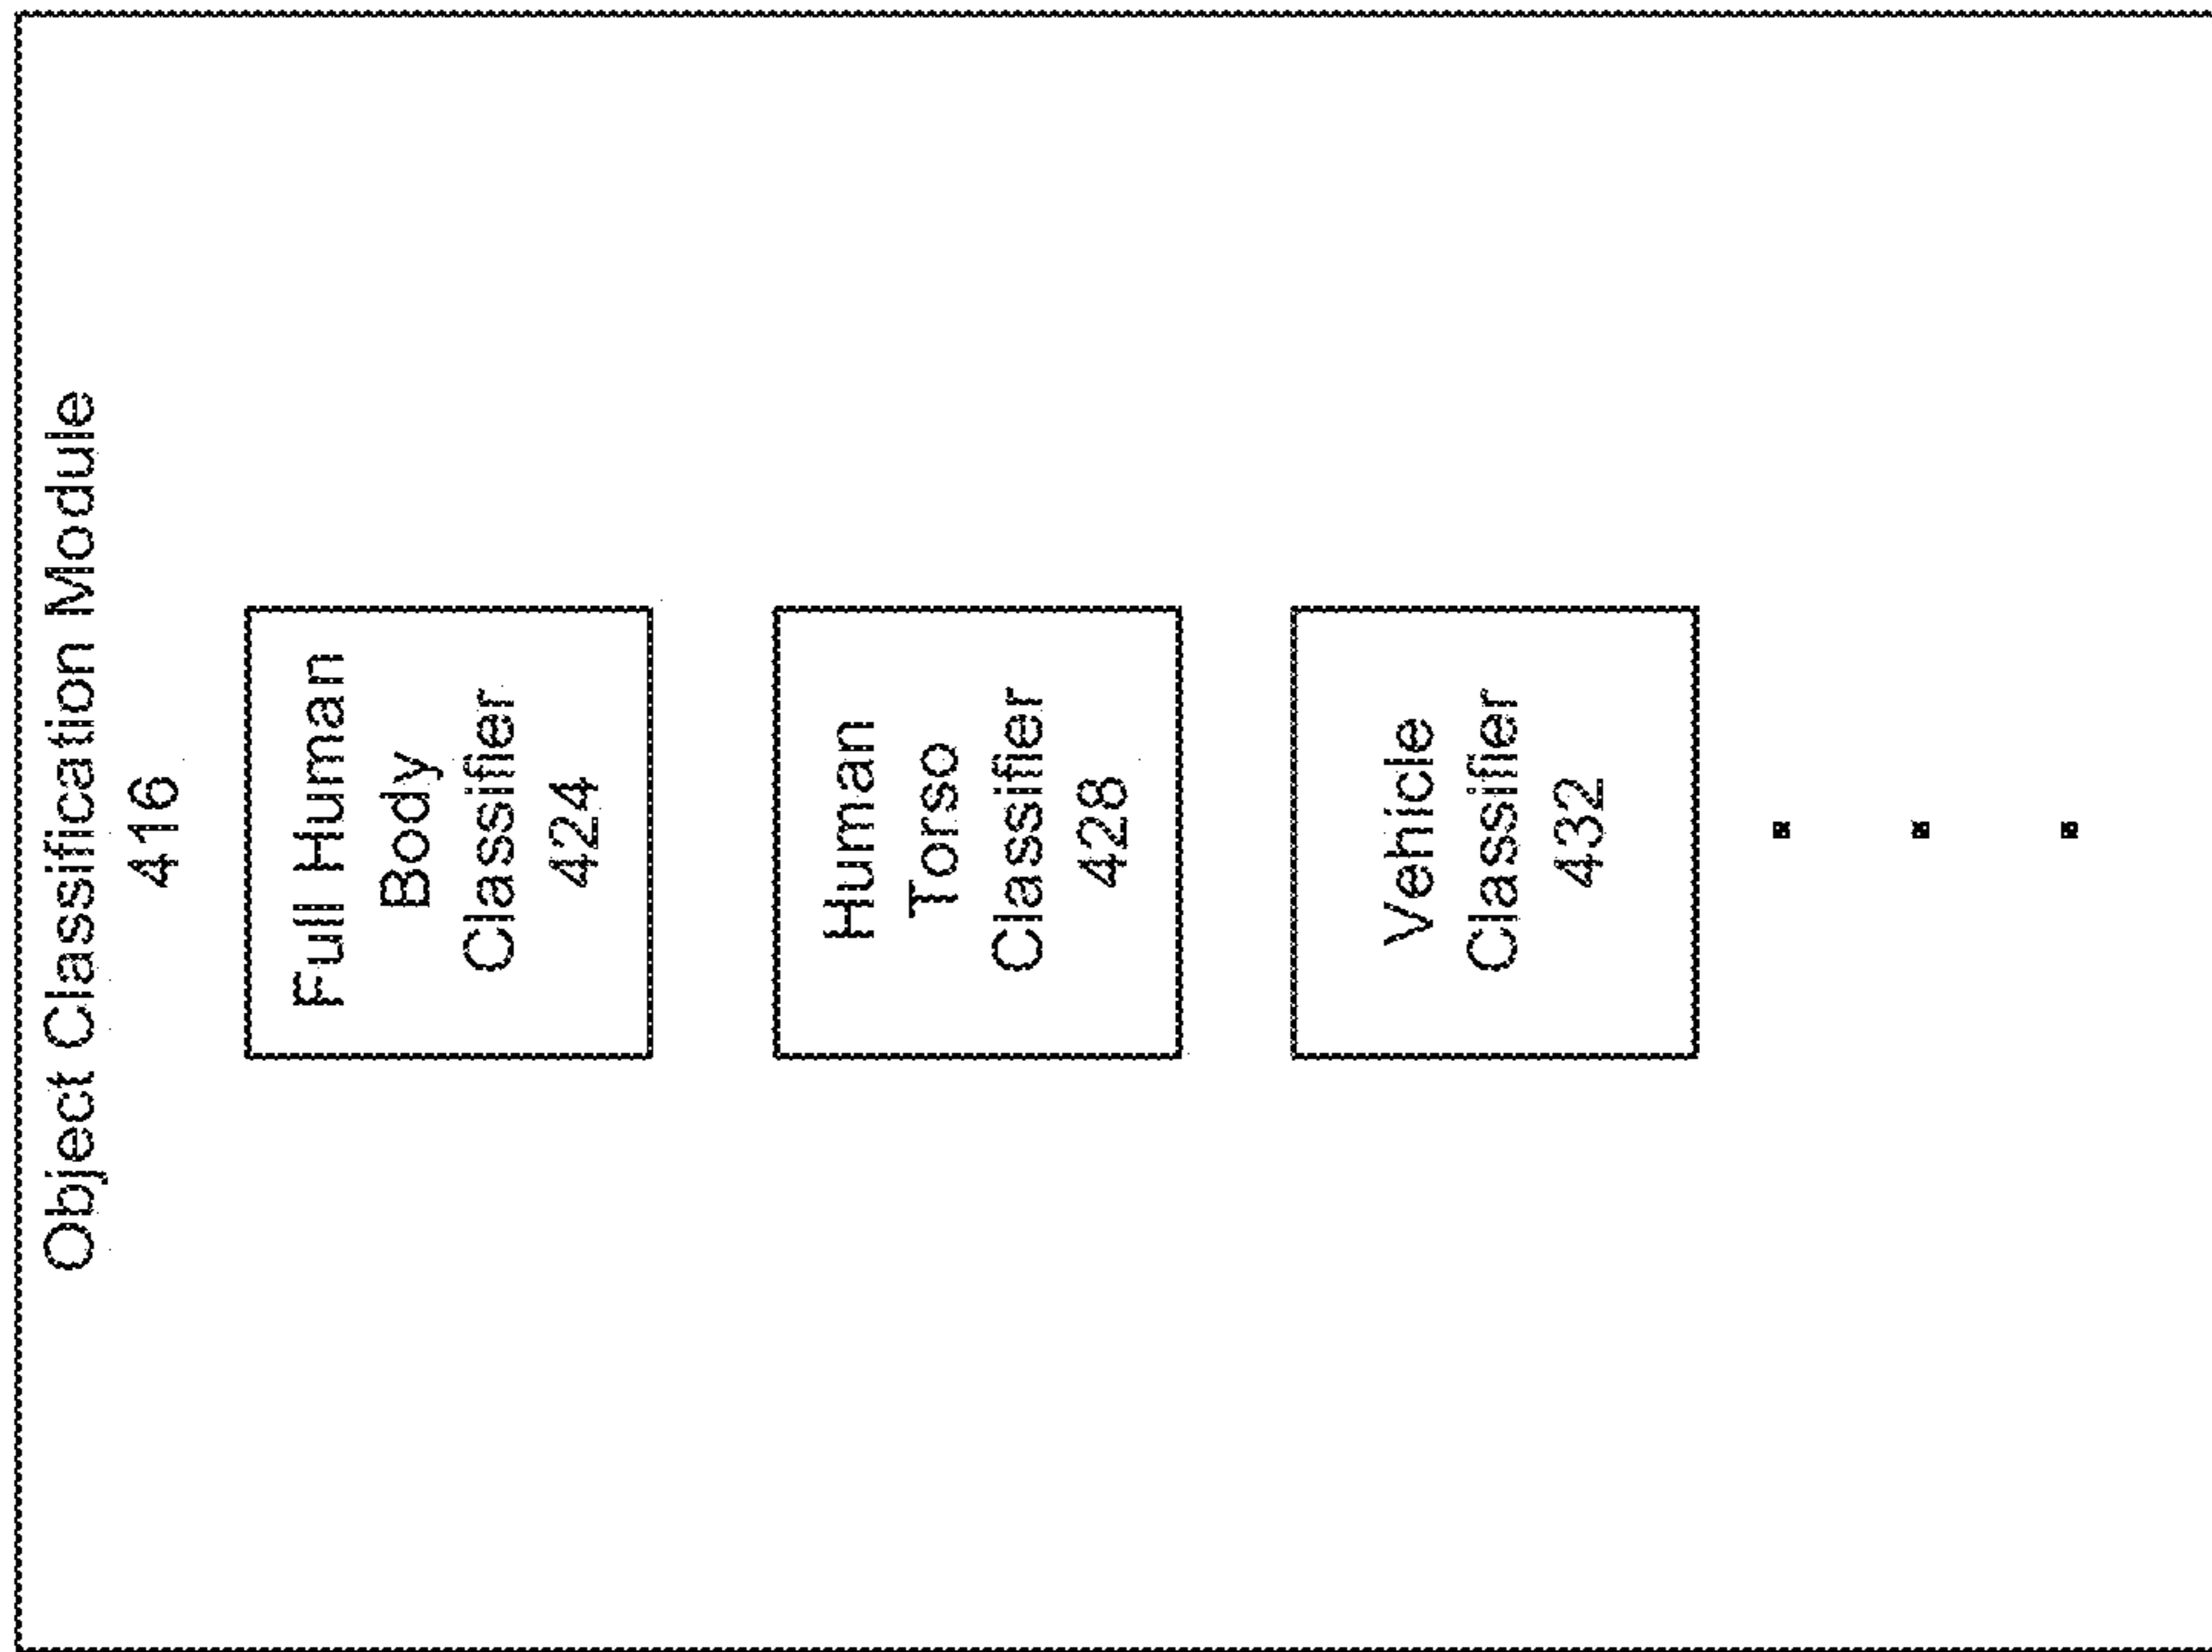 Object Classification Module
416
Full Human
Body
Classifier
424
Human
Torso
Classifier
428
Vehicle
Classifier
432